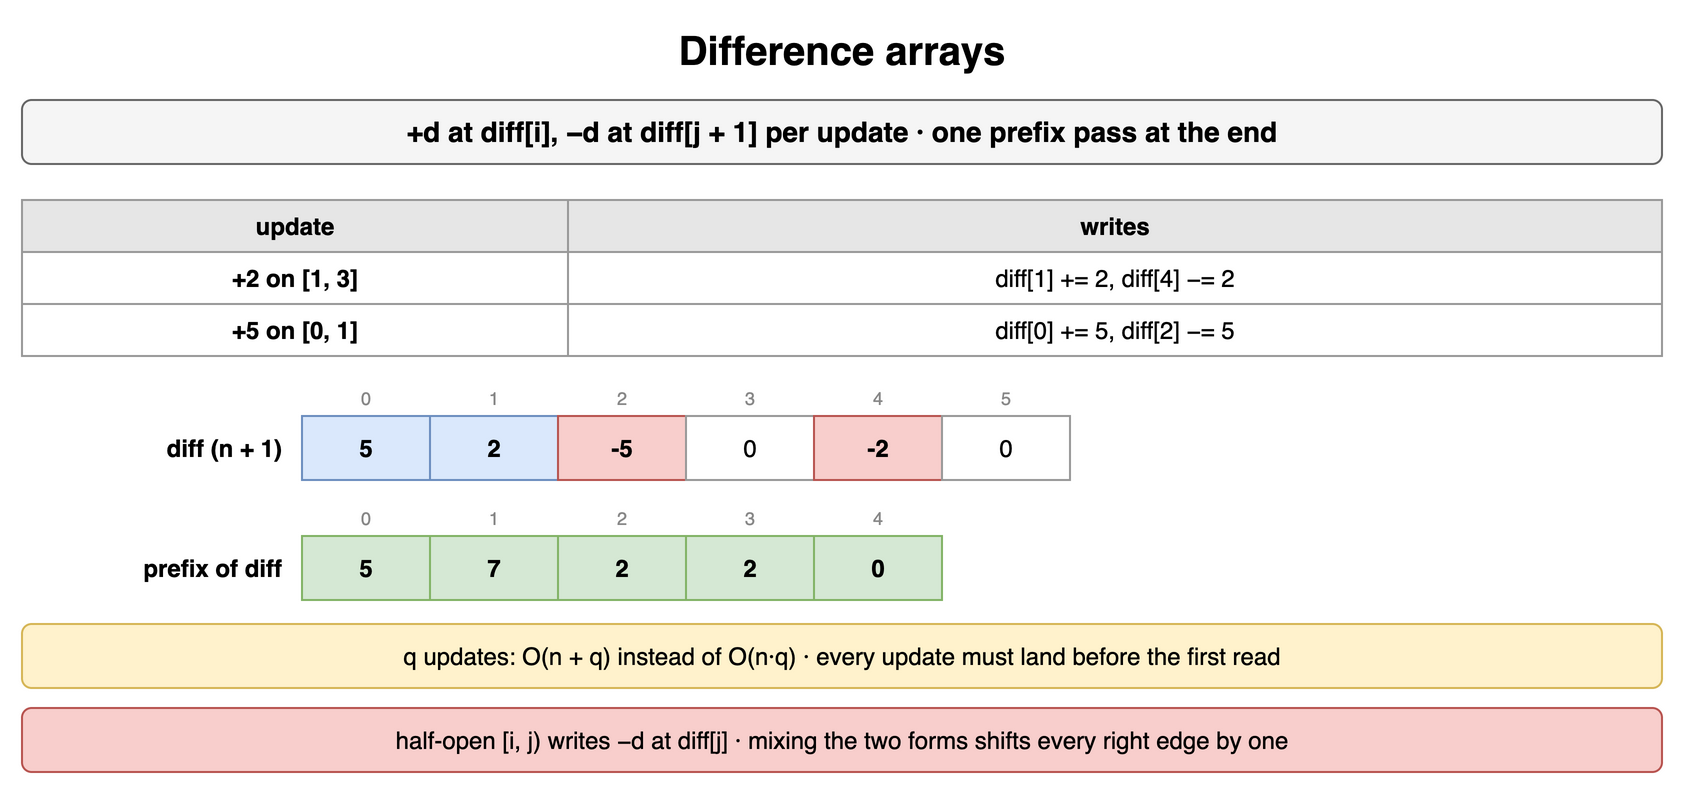 Difference arrays
+d at diff[i], −d at diff[j + 1] per update · one prefix pass at the end
update writes
+2 on [1, 3] diff[1] += 2, diff[4] −= 2
+5 on [0, 1] diff[0] += 5, diff[2] −= 5
0 1 2 3 4 5
diff (n + 1) 5 2 -5 0 -2 0
0 1 2 3 4
prefix of diff 5 7 2 2 0
q updates: O(n + q) instead of O(n·q) · every update must land before the first read
half-open [i, j) writes −d at diff[j] · mixing the two forms shifts every right edge by one